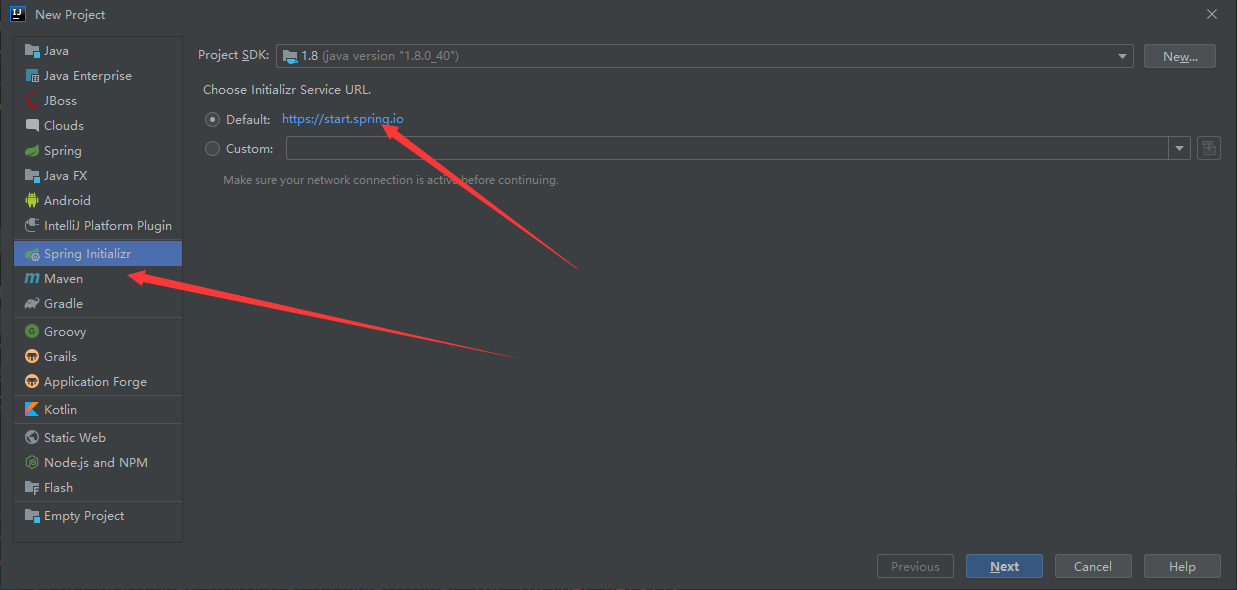 New Project
Java
Java Enterprise
JBoss
Clouds
Spring
Java FX
Android
IntelliJ Platform Plugin
Spring Initializr
Maven
Gradle
Groovy
Grails
Application Forge
Kotlin
Static Web
Node.js and NPM
Flash
Empty Project
Project SDK: 1.8 (java version "1.8.0_40") New...
Choose Initializr Service URL.
Default: https://start.spring.io
Custom:
Make sure your network connection is active before continuing.
Previous Next Cancel Help